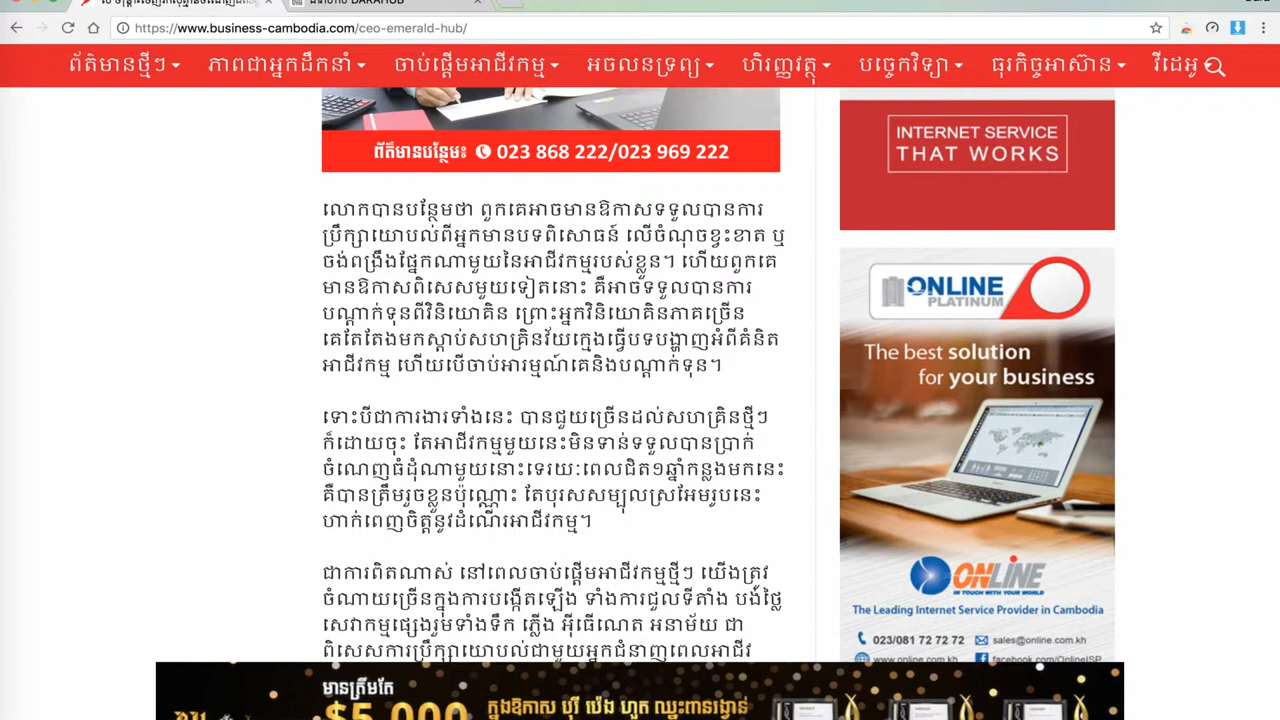 DARAHUB
https://www.business-cambodia.com/ceo-emerald-hub/
ព័ត៌មានថ្មីៗ ភាពជាអ្នកដឹកនាំ ចាប់ផ្តើមអាជីវកម្ម អចលនទ្រព្យ ហិរញ្ញវត្ថុ បច្ចេកវិទ្យា ធុរកិច្ចអាស៊ាន វីដេអូ
ព័ត៌មានបន្ថែម៖ 023 868 222/023 969 222
លោកបានបន្ថែមថា ពួកគេអាចមានឱកាសទទួលបានការ
ប្រឹក្សាយោបល់ពីអ្នកមានបទពិសោធន៍ លើចំណុចខ្វះខាត ឬ
ចង់ពង្រឹងផ្នែកណាមួយនៃអាជីវកម្មរបស់ខ្លួន។ ហើយពួកគេ
មានឱកាសពិសេសមួយទៀតនោះ គឺអាចទទួលបានការ
បណ្តាក់ទុនពីវិនិយោគិន ព្រោះអ្នកវិនិយោគិនភាគច្រើន
គេតែតែងមកស្តាប់សហគ្រិនវ័យក្មេងធ្វើបទបង្ហាញអំពីគំនិត
អាជីវកម្ម ហើយបើចាប់អារម្មណ៍គេនិងបណ្តាក់ទុន។
ទោះបីជាការងារទាំងនេះ បានជួយច្រើនដល់សហគ្រិនថ្មីៗ
ក៏ដោយចុះ តែអាជីវកម្មមួយនេះមិនទាន់ទទួលបានប្រាក់
ចំណេញធំដុំណាមួយនោះទេរយៈពេលជិត១ឆ្នាំកន្លងមកនេះ
គឺបានត្រឹមរួចខ្លួនប៉ុណ្ណោះ តែបុរសសម្បុលស្រអែមរូបនេះ
ហាក់ពេញចិត្តនូវដំណើរអាជីវកម្ម។
ជាការពិតណាស់ នៅពេលចាប់ផ្តើមអាជីវកម្មថ្មីៗ យើងត្រូវ
ចំណាយច្រើនក្នុងការបង្កើតឡើង ទាំងការជួលទីតាំង បង់ថ្លៃ
សេវាកម្មផ្សេងរួមទាំងទឹក ភ្លើង អ៊ីធើណេត អនាម័យ ជា
ពិសេសការប្រឹក្សាយោបល់ជាមួយអ្នកជំនាញពេលអាជីវ
INTERNET SERVICE
THAT WORKS
ONLINE
PLATINUM
The best solution
for your business
ONLINE
IN TOUCH WITH YOUR WORLD
The Leading Internet Service Provider in Cambodia
023/081 72 72 72 sales@online.com.kh
www.online.com.kh facebook.com/OnlineISP
មានត្រឹមតែ
$5,000
ក្នុងឱកាស បុរី ប៉េង ហួត ឈ្នះពានរង្វាន់